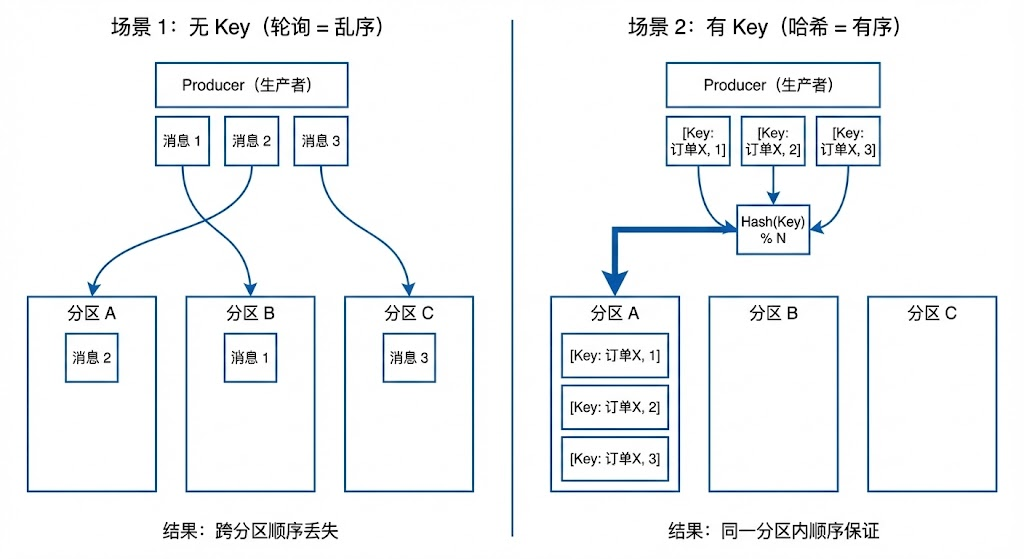 场景 1：无 Key（轮询 = 乱序）
Producer（生产者）
消息 1
消息 2
消息 3
分区 A
消息 2
分区 B
消息 1
分区 C
消息 3
结果：跨分区顺序丢失
场景 2：有 Key（哈希 = 有序）
Producer（生产者）
[Key:
订单X, 1]
[Key:
订单X, 2]
[Key:
订单X, 3]
Hash(Key)
% N
分区 A
[Key: 订单X, 1]
[Key: 订单X, 2]
[Key: 订单X, 3]
分区 B
分区 C
结果：同一分区内顺序保证